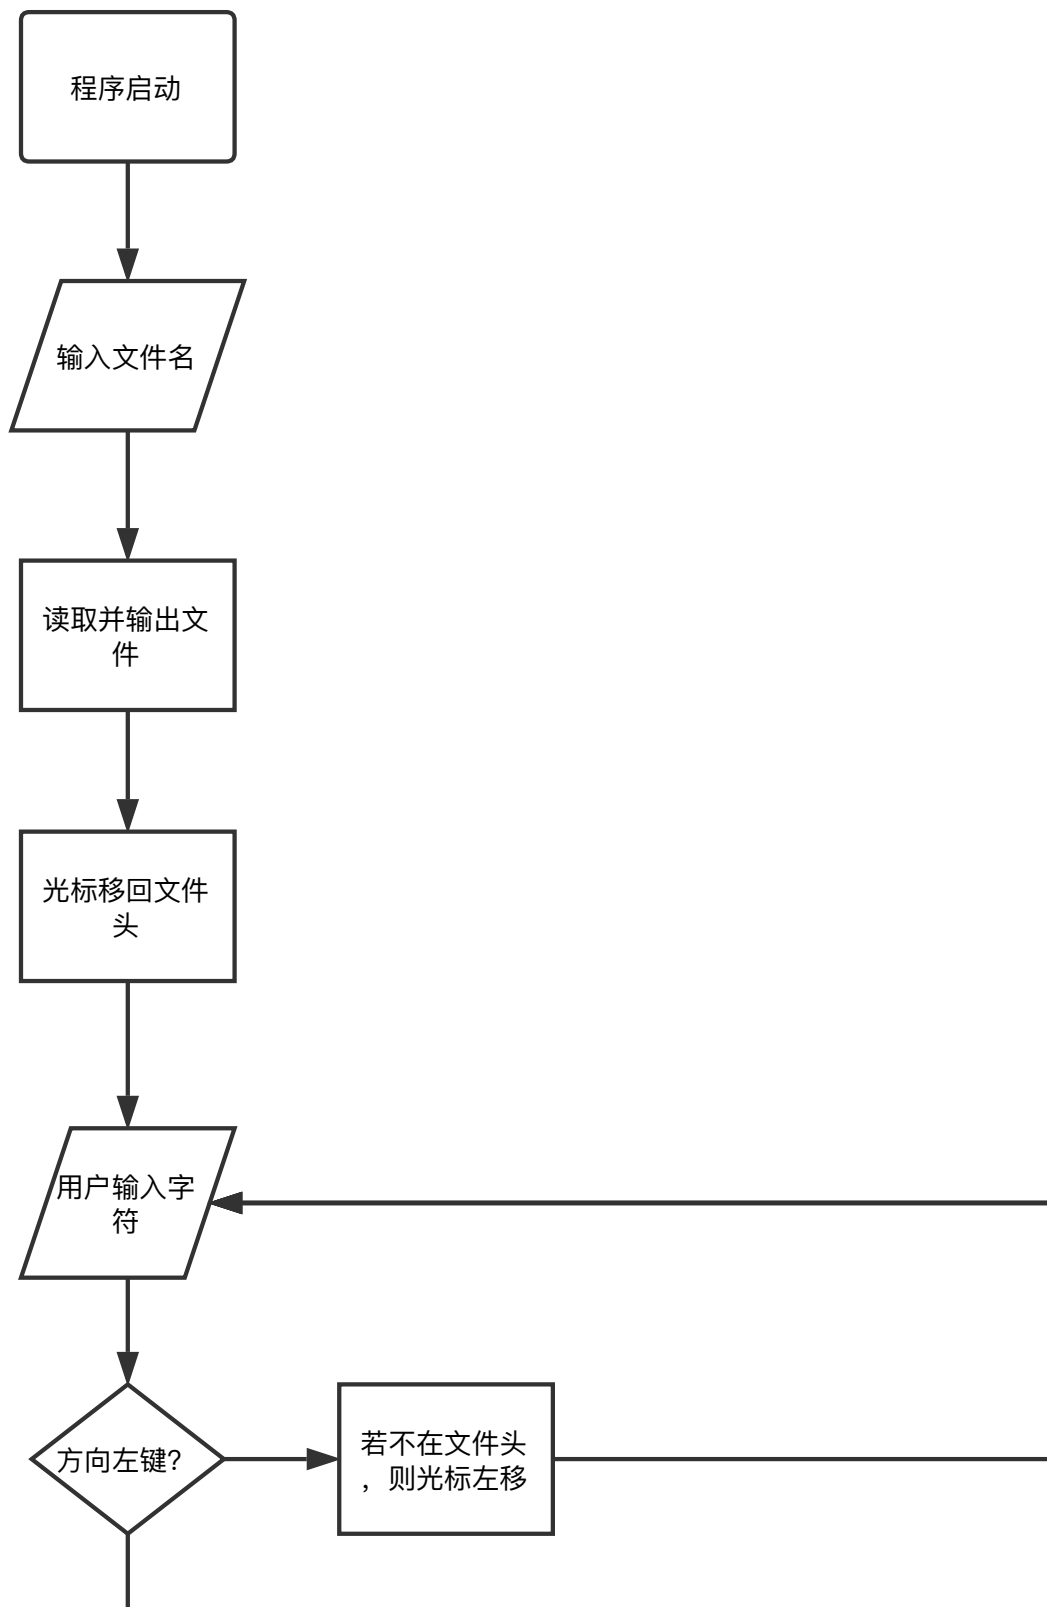 程序启动
输入文件名
读取并输出文
件
光标移回文件
头
用户输入字
符
方向左键？
若不在文件头
，则光标左移